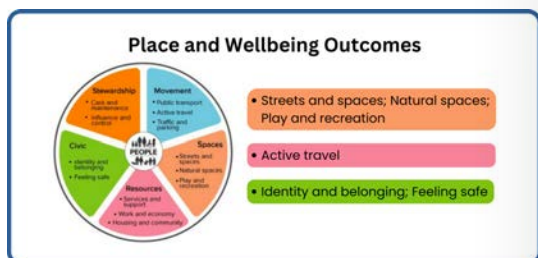 Place and Wellbeing Outcomes
Stewardship
• Care and
maintenance
• Influence and
control
Movement
• Public transport
• Active travel
• Traffic and
parking
Civic
• Identity and
belonging
• Feeling safe
PEOPLE
Spaces
• Streets and
spaces
• Natural spaces
• Play and
recreation
Resources
• Services and
support
• Work and economy
• Housing and community
• Streets and spaces; Natural spaces;
Play and recreation
• Active travel
• Identity and belonging; Feeling safe